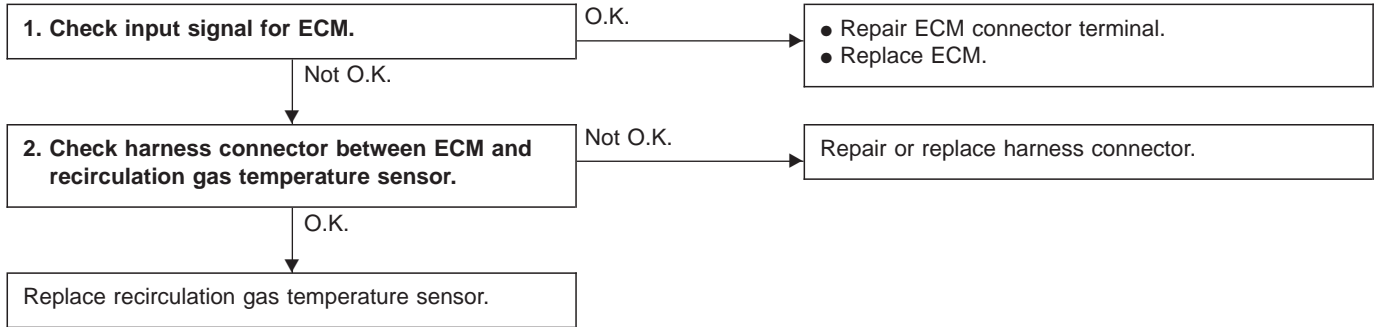 1. Check input signal for ECM.
O.K.
● Repair ECM connector terminal.
● Replace ECM.
Not O.K.
2. Check harness connector between ECM and
recirculation gas temperature sensor.
Not O.K.
Repair or replace harness connector.
O.K.
Replace recirculation gas temperature sensor.